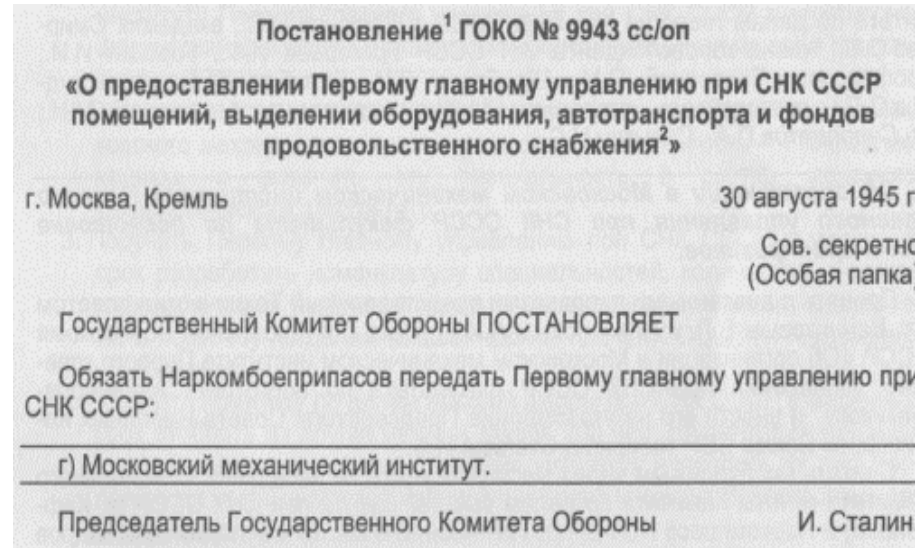 Постановление¹ ГОКО № 9943 сс/оп
«О предоставлении Первому главному управлению при СНК СССР
помещений, выделении оборудования, автотранспорта и фондов
продовольственного снабжения²»
г. Москва, Кремль 30 августа 1945 г
Сов. секретно
(Особая папка)
Государственный Комитет Обороны ПОСТАНОВЛЯЕТ
Обязать Наркомбоеприпасов передать Первому главному управлению при
СНК СССР:
г) Московский механический институт.
Председатель Государственного Комитета Обороны И. Сталин